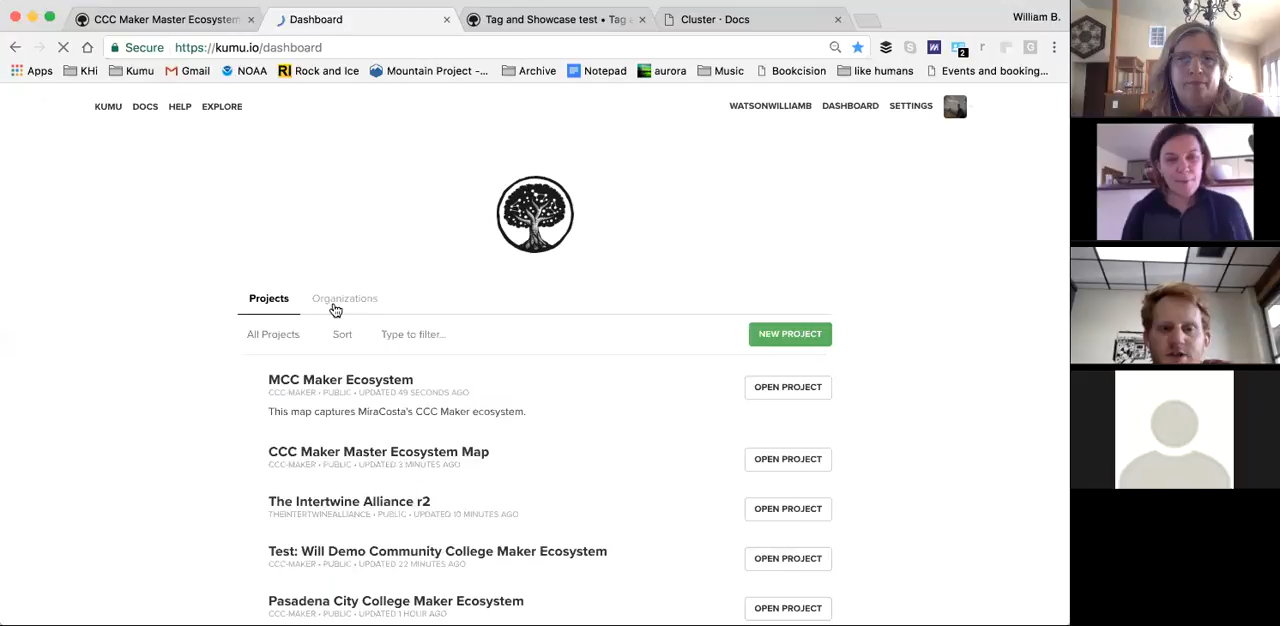 CCC Maker Master Ecosystem
Dashboard
Tag and Showcase test • Tag
Cluster · Docs
William B.
Secure https://kumu.io/dashboard
2
Apps KHi Kumu Gmail NOAA Rock and Ice Mountain Project -... Archive Notepad aurora Music Bookcision like humans Events and booking...
KUMU DOCS HELP EXPLORE WATSONWILLIAMB DASHBOARD SETTINGS
Projects Organizations
All Projects Sort Type to filter... NEW PROJECT
MCC Maker Ecosystem
CCC-MAKER • PUBLIC • UPDATED 49 SECONDS AGO
OPEN PROJECT
This map captures MiraCosta's CCC Maker ecosystem.
CCC Maker Master Ecosystem Map
CCC-MAKER • PUBLIC • UPDATED 3 MINUTES AGO
OPEN PROJECT
The Intertwine Alliance r2
THEINTERTWINEALLIANCE • PUBLIC • UPDATED 10 MINUTES AGO
OPEN PROJECT
Test: Will Demo Community College Maker Ecosystem
CCC-MAKER • PUBLIC • UPDATED 22 MINUTES AGO
OPEN PROJECT
Pasadena City College Maker Ecosystem
CCC-MAKER • PUBLIC • UPDATED 1 HOUR AGO
OPEN PROJECT